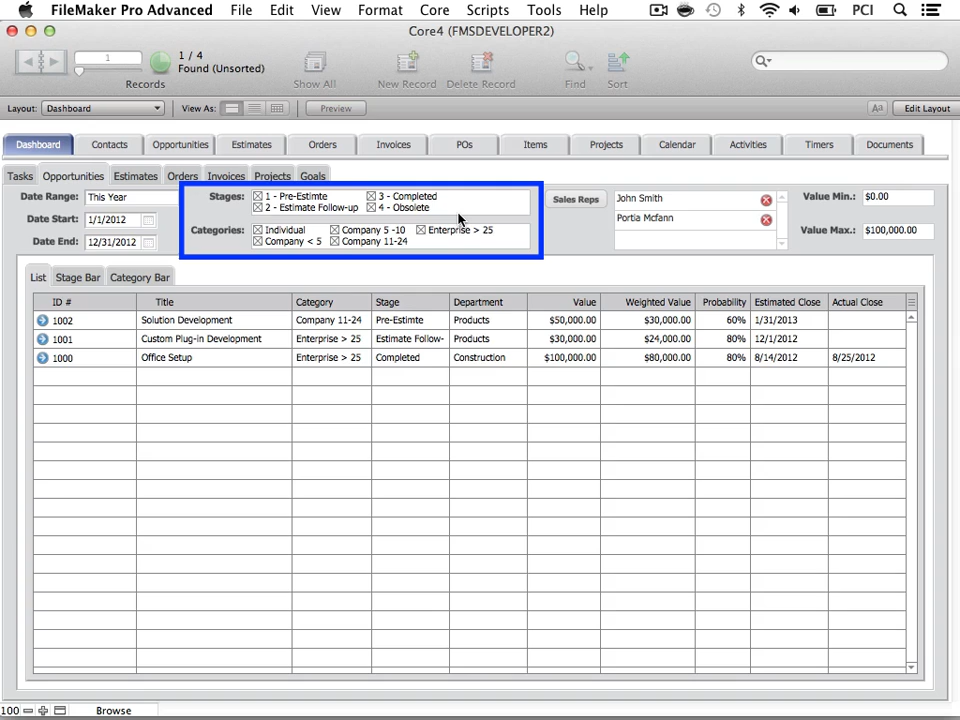 FileMaker Pro Advanced File Edit View Format Core Scripts Tools Help PCI
Core4 (FMSDEVELOPER2)
1
1 / 4
Found (Unsorted)
Records Show All New Record Delete Record Find Sort
Layout: Dashboard View As: Preview Aa Edit Layout
Dashboard Contacts Opportunities Estimates Orders Invoices POs Items Projects Calendar Activities Timers Documents
Tasks Opportunities Estimates Orders Invoices Projects Goals
Date Range: This Year
Date Start: 1/1/2012
Date End: 12/31/2012
Stages: 1 - Pre-Estimte 3 - Completed
2 - Estimate Follow-up 4 - Obsolete
Categories: Individual Company 5 -10 Enterprise > 25
Company < 5 Company 11-24
Sales Reps
John Smith
Portia Mcfann
Value Min.: $0.00
Value Max.: $100,000.00
List Stage Bar Category Bar
ID # Title Category Stage Department Value Weighted Value Probability Estimated Close Actual Close
1002 Solution Development Company 11-24 Pre-Estimte Products $50,000.00 $30,000.00 60% 1/31/2013
1001 Custom Plug-in Development Enterprise > 25 Estimate Follow- Products $30,000.00 $24,000.00 80% 12/1/2012
1000 Office Setup Enterprise > 25 Completed Construction $100,000.00 $80,000.00 80% 8/14/2012 8/25/2012
100 Browse